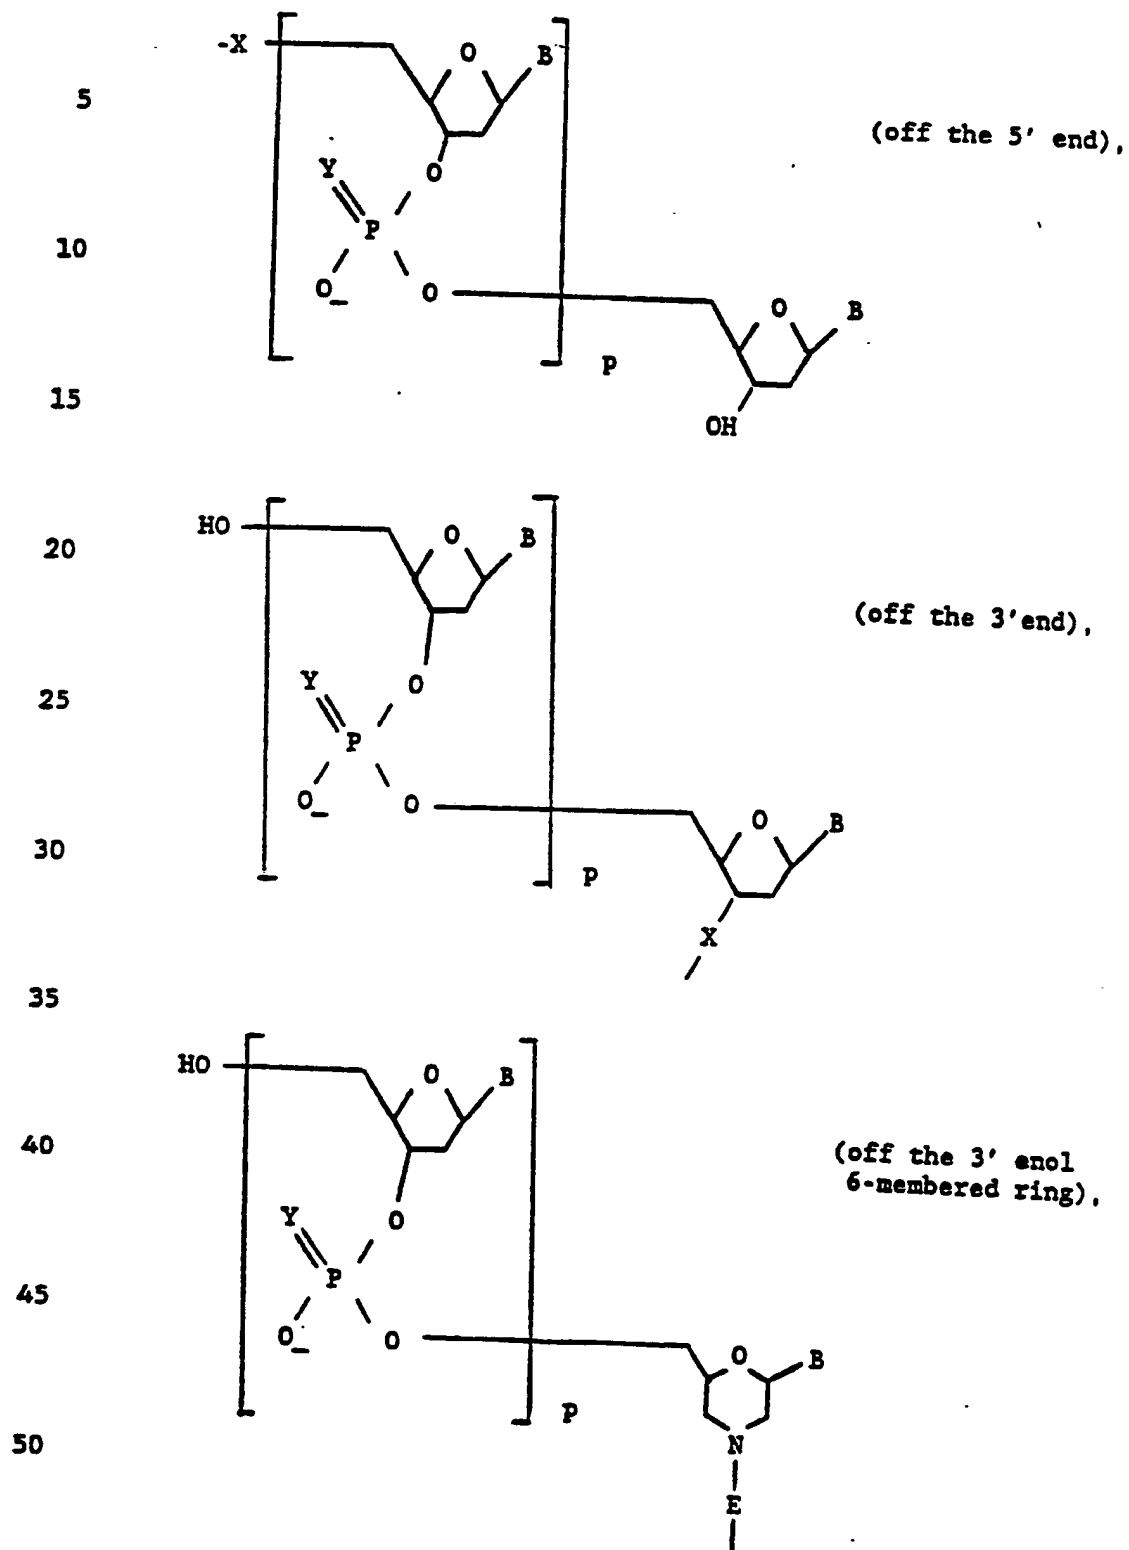 -X O B
5
(off the 5' end),
Y O
P
10
O_ O O B
P
15
OH
HO O B
20
(off the 3'end),
Y O
25
P
O_ O O B
30
P
X
35
HO O B
40
(off the 3' enol
6-membered ring),
Y O
P
45
O_ O O B
P
50
N
E